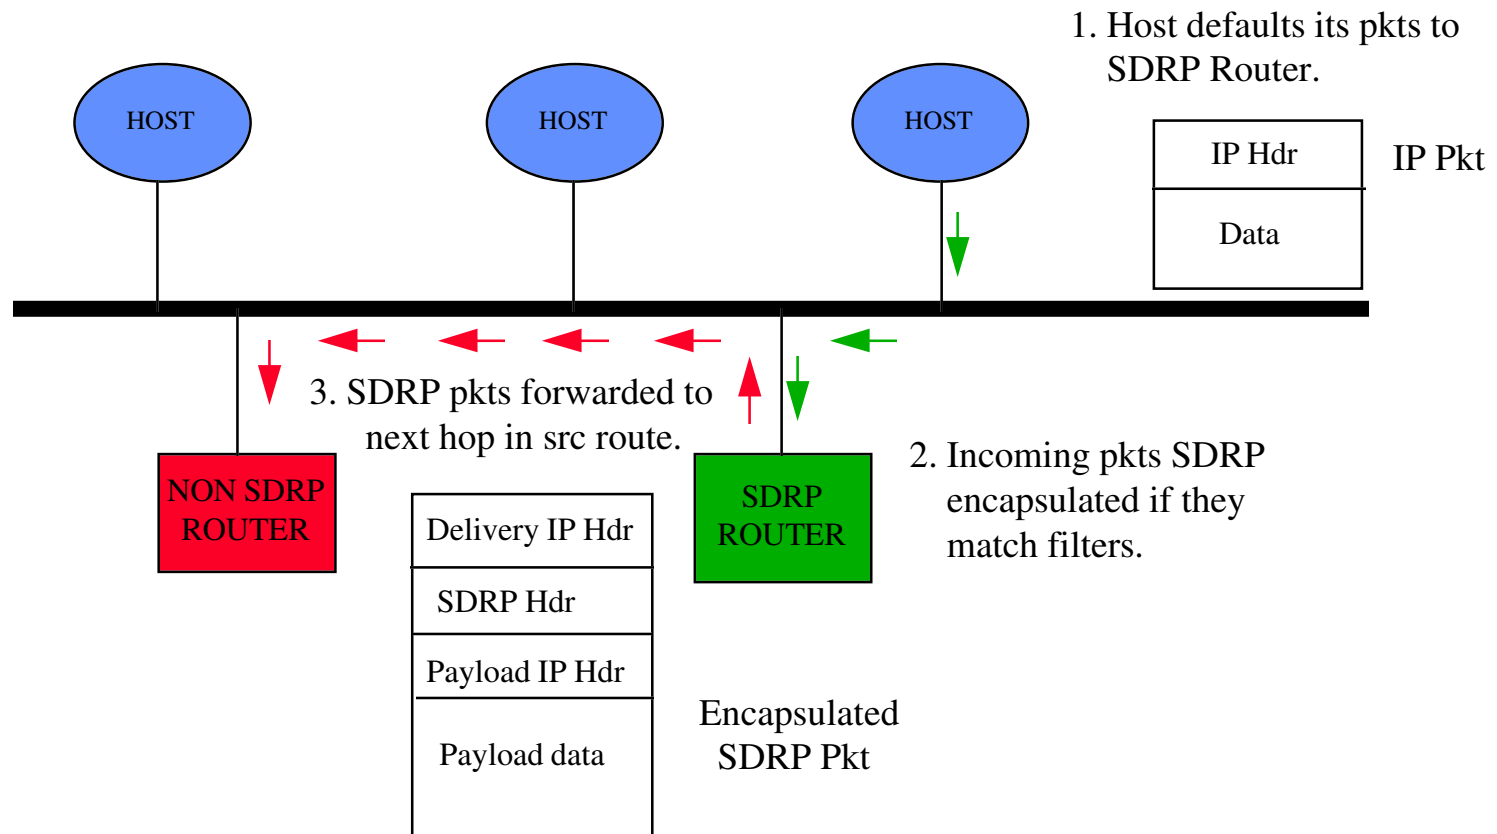 1. Host defaults its pkts to
SDRP Router.
HOST
HOST
HOST
IP Hdr
IP Pkt
Data
3. SDRP pkts forwarded to
next hop in src route.
2. Incoming pkts SDRP
encapsulated if they
match filters.
NON SDRP
ROUTER
SDRP
ROUTER
Delivery IP Hdr
SDRP Hdr
Payload IP Hdr
Payload data
Encapsulated
SDRP Pkt